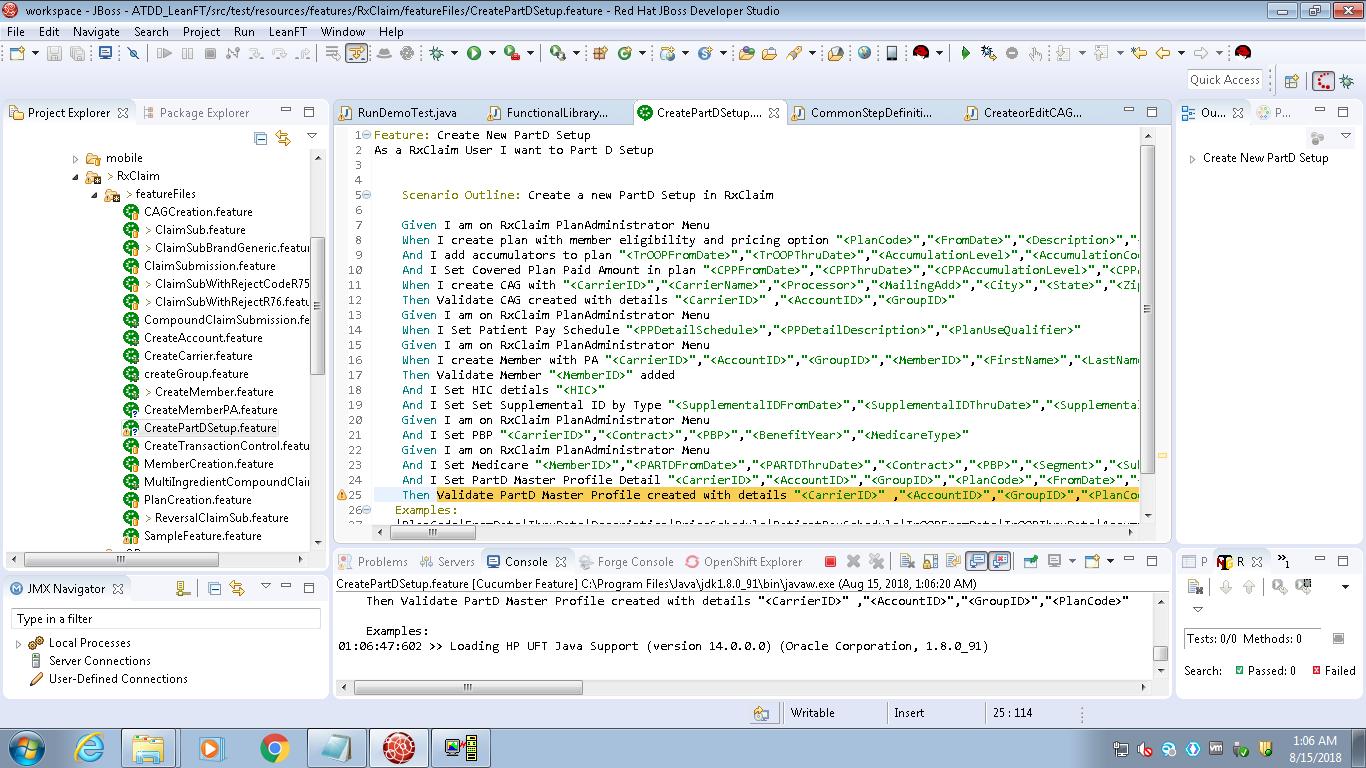 workspace - JBoss - ATDD_LeanFT/src/test/resources/features/RxClaim/featureFiles/CreatePartDSetup.feature - Red Hat JBoss Developer Studio
File Edit Navigate Search Project Run LeanFT Window Help
Quick Access
Project Explorer Package Explorer
RunDemoTest.java FunctionalLibrary... CreatePartDSetup.... CommonStepDefiniti... CreateorEditCAG...
Ou... P...
mobile
> RxClaim
> featureFiles
CAGCreation.feature
> ClaimSub.feature
> ClaimSubBrandGeneric.featur
ClaimSubmission.feature
> ClaimSubWithRejectCodeR75
> ClaimSubWithRejectR76.featu
CompoundClaimSubmission.fe
CreateAccount.feature
CreateCarrier.feature
createGroup.feature
> CreateMember.feature
CreateMemberPA.feature
CreatePartDSetup.feature
CreateTransactionControl.featu
MemberCreation.feature
MultiIngredientCompoundClai
PlanCreation.feature
> ReversalClaimSub.feature
SampleFeature.feature
1 Feature: Create New PartD Setup
2 As a RxClaim User I want to Part D Setup
3
4
5 Scenario Outline: Create a new PartD Setup in RxClaim
6
7 Given I am on RxClaim PlanAdministrator Menu
8 When I create plan with member eligibility and pricing option "<PlanCode>","<FromDate>","<Description>","
9 And I add accumulators to plan "<TrOOPFromDate>","<TrOOPThruDate>","<AccumulationLevel>","<AccumulationCo
10 And I Set Covered Plan Paid Amount in plan "<CPPFromDate>","<CPPThruDate>","<CPPAccumulationLevel>","<CPP
11 When I create CAG with "<CarrierID>","<CarrierName>","<Processor>","<MailingAdd>","<City>","<State>","<Zip
12 Then Validate CAG created with details "<CarrierID>" ,"<AccountID>","<GroupID>"
13 Given I am on RxClaim PlanAdministrator Menu
14 When I Set Patient Pay Schedule "<PPDetailSchedule>","<PPDetailDescription>","<PlanUseQualifier>"
15 Given I am on RxClaim PlanAdministrator Menu
16 When I create Member with PA "<CarrierID>","<AccountID>","<GroupID>","<MemberID>","<FirstName>","<LastNam
17 Then Validate Member "<MemberID>" added
18 And I Set HIC detials "<HIC>"
19 And I Set Set Supplemental ID by Type "<SupplementalIDFromDate>","<SupplementalIDThruDate>","<Supplementa
20 Given I am on RxClaim PlanAdministrator Menu
21 And I Set PBP "<CarrierID>","<Contract>","<PBP>","<BenefitYear>","<MedicareType>"
22 Given I am on RxClaim PlanAdministrator Menu
23 And I Set Medicare "<MemberID>","<PARTDFromDate>","<PARTDThruDate>","<Contract>","<PBP>","<Segment>","<Su
24 And I Set PartD Master Profile Detail "<CarrierID>","<AccountID>","<GroupID>","<PlanCode>","<FromDate>"
25 Then Validate PartD Master Profile created with details "<CarrierID>" ,"<AccountID>","<GroupID>","<PlanCo
26 Examples:
Create New PartD Setup
JMX Navigator
Type in a filter
Local Processes
Server Connections
User-Defined Connections
Problems Servers Console Forge Console OpenShift Explorer
CreatePartDSetup.feature [Cucumber Feature] C:\Program Files\Java\jdk1.8.0_91\bin\javaw.exe (Aug 15, 2018, 1:06:20 AM)
Then Validate PartD Master Profile created with details "<CarrierID>" ,"<AccountID>","<GroupID>","<PlanCode>"
Examples:
01:06:47:602 >> Loading HP UFT Java Support (version 14.0.0.0) (Oracle Corporation, 1.8.0_91)
P R »1
Tests: 0/0 Methods: 0
Search: Passed: 0 Failed
Writable Insert 25 : 114
1:06 AM
8/15/2018